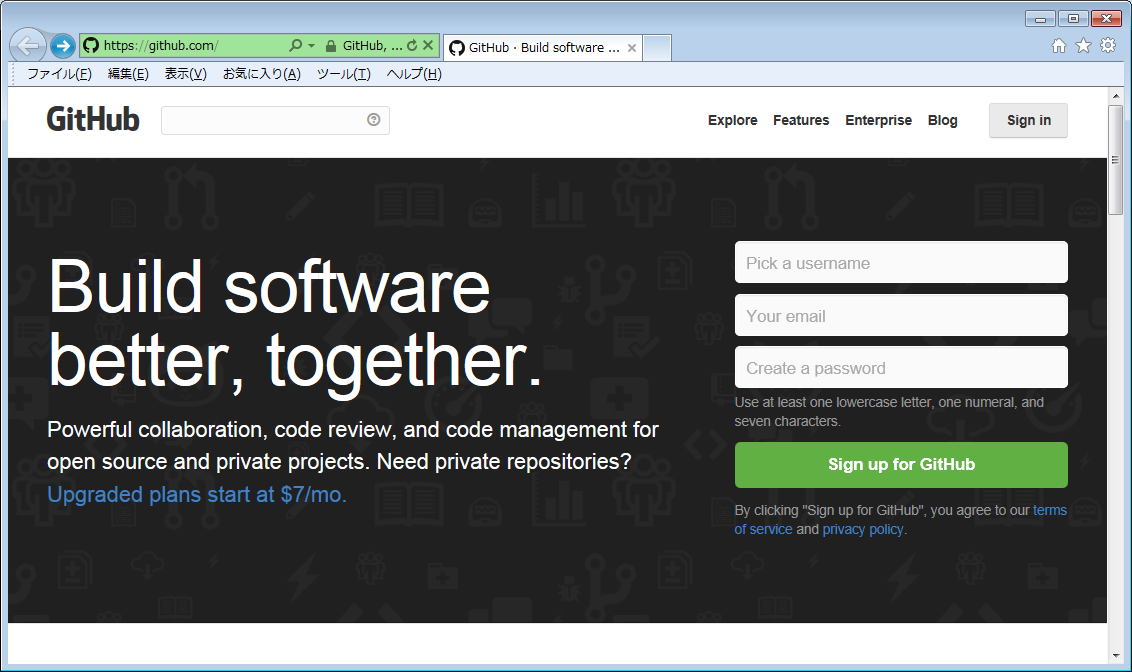 https://github.com/
GitHub, ...
GitHub · Build software ...
ファイル(F) 編集(E) 表示(V) お気に入り(A) ツール(T) ヘルプ(H)
GitHub
Explore Features Enterprise Blog Sign in
Build software
better, together.
Powerful collaboration, code review, and code management for
open source and private projects. Need private repositories?
Upgraded plans start at $7/mo.
Pick a username
Your email
Create a password
Use at least one lowercase letter, one numeral, and
seven characters.
Sign up for GitHub
By clicking "Sign up for GitHub", you agree to our terms
of service and privacy policy.